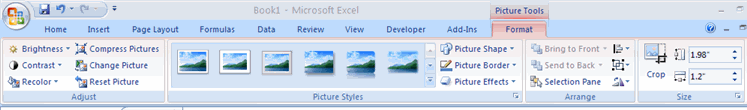 Book1 - Microsoft Excel
Picture Tools
Home Insert Page Layout Formulas Data Review View Developer Add-Ins Format
Brightness Compress Pictures Picture Shape Bring to Front 1.98"
Contrast Change Picture Picture Border Send to Back Crop 1.2"
Recolor Reset Picture Picture Effects Selection Pane
Adjust Picture Styles Arrange Size